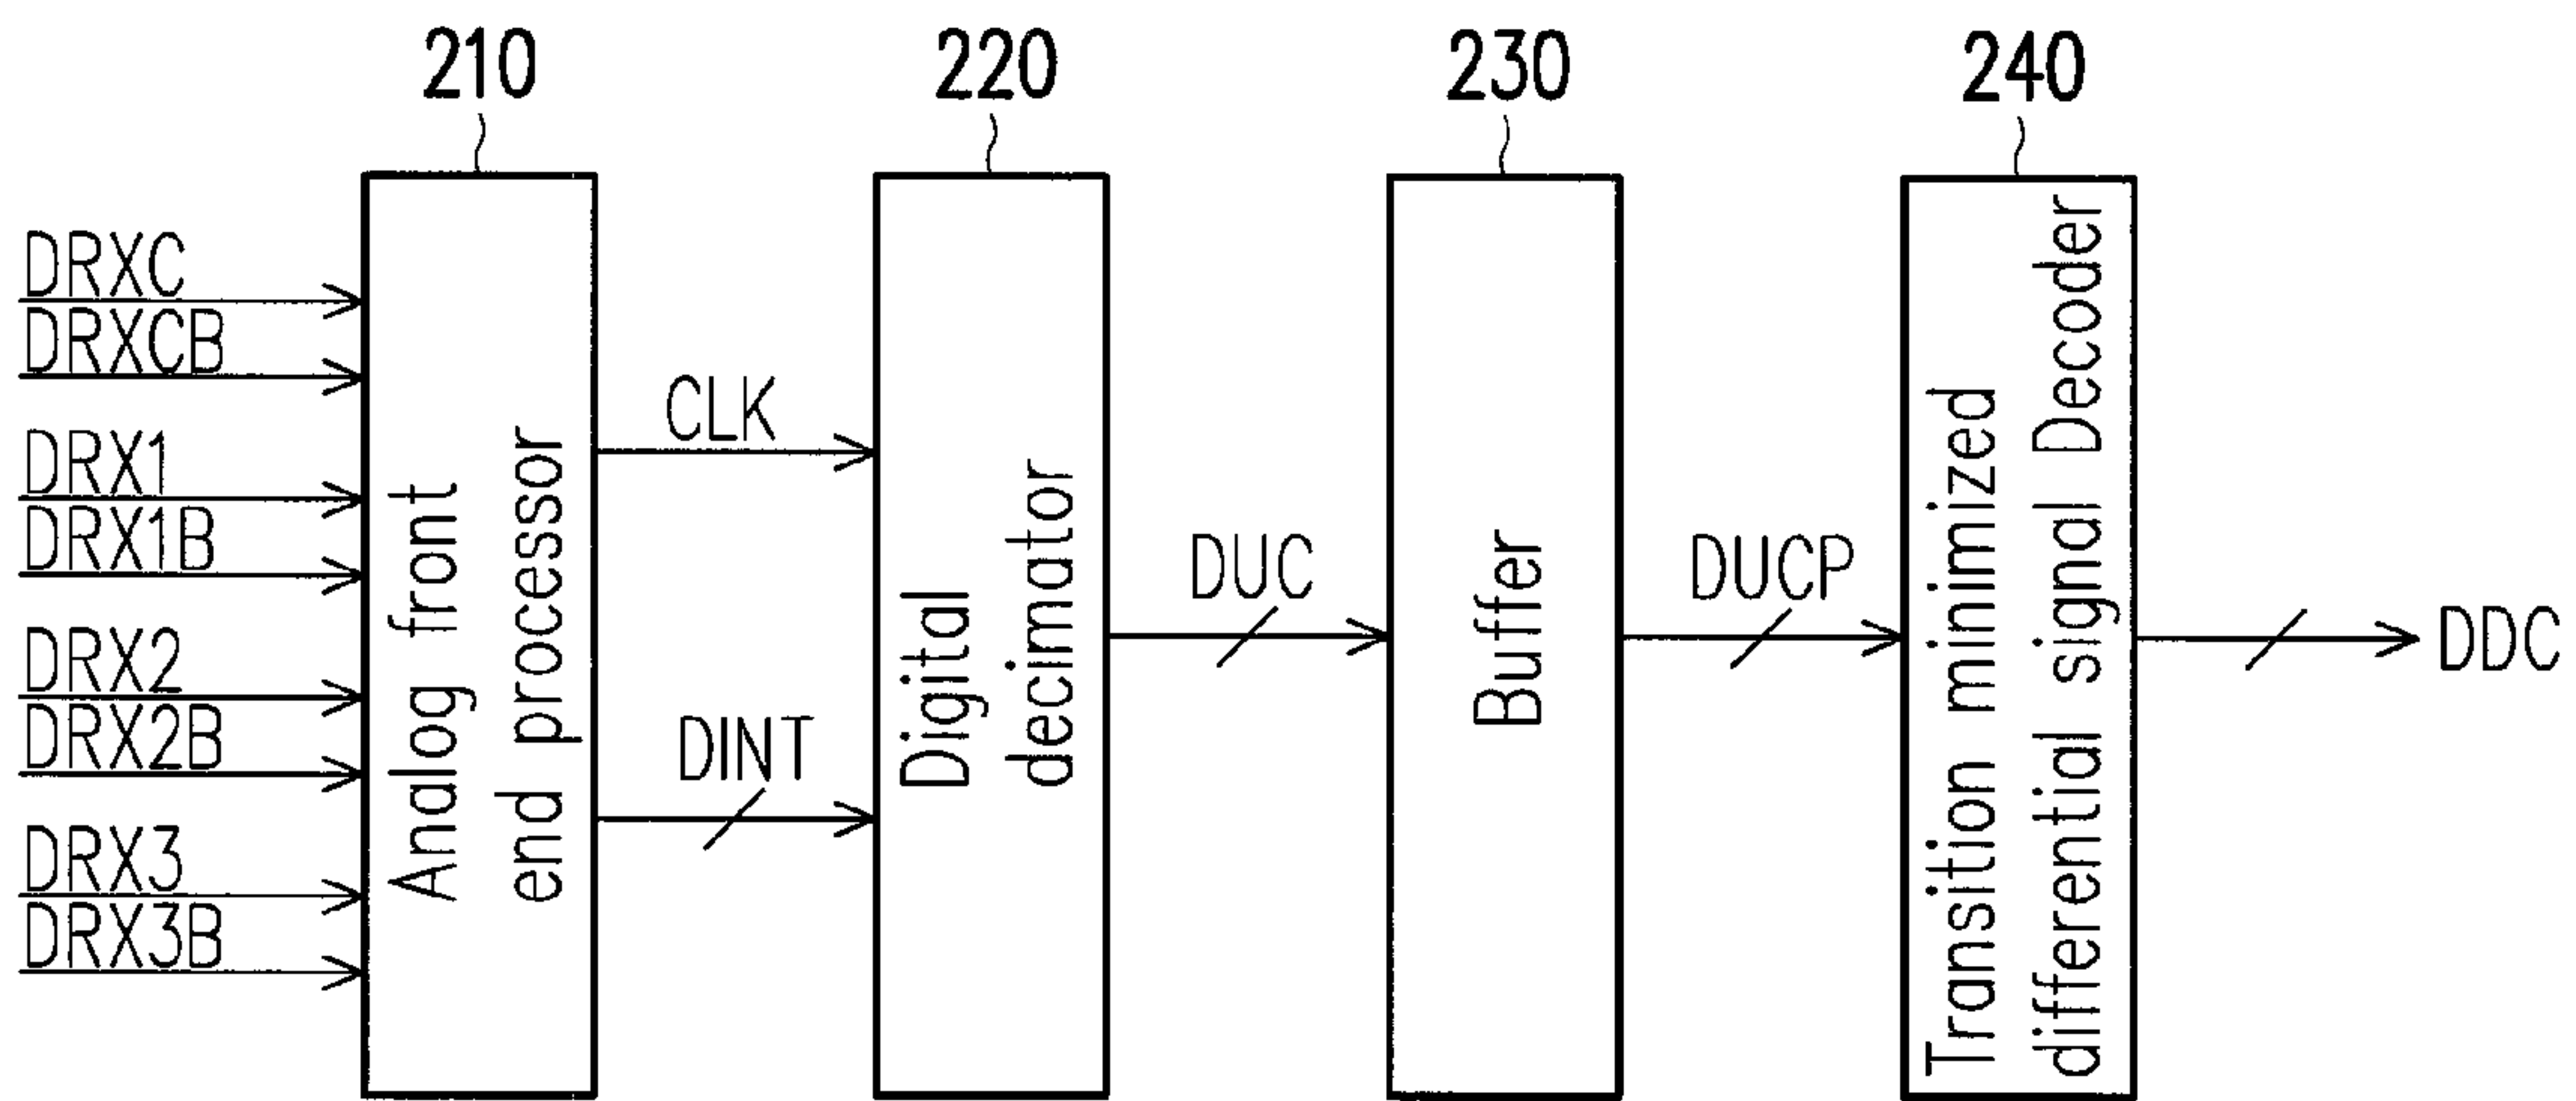 210
220
230
240
DRXC
DRXCB
DRX1
DRX1B
DRX2
DRX2B
DRX3
DRX3B
Analog front
end processor
CLK
DINT
Digital
decimator
DUC
Buffer
DUCP
Transition minimized
differential signal Decoder
DDC